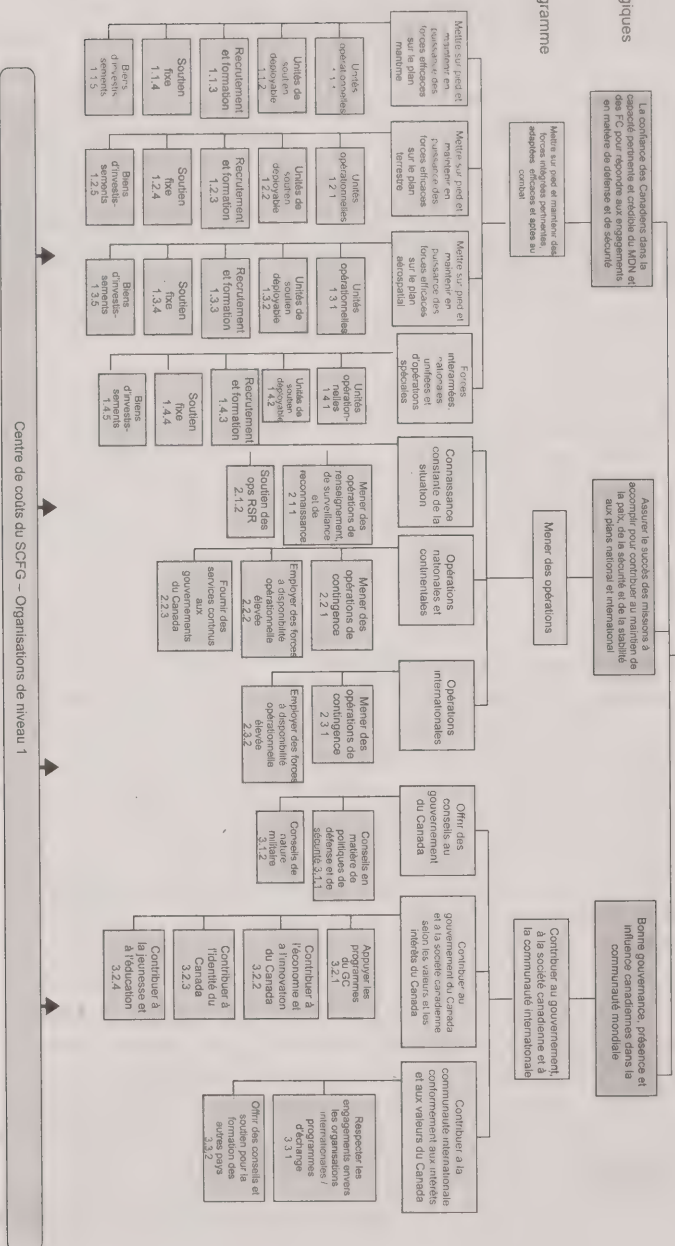 giques
gramme
La confiance des Canadiens dans la
capacité pertinente et crédible du MDN et
des FC pour répondre aux engagements
en matière de défense et de sécurité
Assurer le succès des missions à
accomplir pour contribuer au maintien de
la paix, de la sécurité et de la stabilité
aux plans national et international
Bonne gouvernance, présence et
influence canadiennes dans la
communauté mondiale
Mettre sur pied et maintenir des
forces intégrées pertinentes,
adaptées, efficaces et aptes au
combat
Mener des opérations
Contribuer au gouvernement,
à la société canadienne et à
la communauté internationale
Mettre sur pied et
maintenir en
puissance des
forces efficaces
sur le plan
maritime
Unités
opérationnelles
1.1.1
Unités de
soutien
déployable
1.1.2
Recrutement
et formation
1.1.3
Soutien
fixe
1.1.4
Biens
d'investis-
sements
1.1.5
Mettre sur pied et
maintenir en
puissance des
forces efficaces
sur le plan
terrestre
Unités
opérationnelles
1 2 1
Unités de
soutien
déployable
1 2 2
Recrutement
et formation
1.2.3
Soutien
fixe
1.2.4
Biens
d'investis-
sements
1.2.5
Mettre sur pied et
maintenir en
puissance des
forces efficaces
sur le plan
aérospatial
Unités
opérationnelles
1 3 1
Unités de
soutien
déployable
1.3.2
Recrutement
et formation
1.3.3
Soutien
fixe
1.3.4
Biens
d'investis-
sements
1 3.5
Forces
interarmées,
nationales
unifiées et
d'opérations
spéciales
Unités
opération-
nelles
1 4 1
Unités de
soutien
déployable
1 4.2
Recrutement
et formation
1.4.3
Soutien
fixe
1.4.4
Biens
d'investis-
sements
1.4.5
Connaissance
constante de la
situation
Mener des
opérations de
renseignement,
de surveillance
et de
reconnaissance
2 1 1
Soutien des
ops RSR
2.1.2
Opérations
nationales et
continentales
Mener des
opérations de
contingence
2.2 1
Employer des forces
à disponibilité
opérationnelle
élevée
2.2.2
Fournir des
services continus
aux
gouvernements
du Canada
2 2 3
Opérations
internationales
Mener des
opérations de
contingence
2 3 1
Employer des forces
à disponibilité
opérationnelle
élevée
2.3.2
Offrir des
conseils au
gouvernement
du Canada
Conseils en
matière de
politiques de
défense et de
sécurité 3.1.1
Conseils de
nature
militaire
3.1.2
Contribuer au
gouvernement du Canada
et à la société canadienne
selon les valeurs et les
intérêts du Canada
Appuyer les
programmes
du GC
3.2.1
Contribuer à
l'économie et
à l'innovation
du Canada
3.2.2
Contribuer à
l'identité du
Canada
3.2.3
Contribuer à
la jeunesse et
à l'éducation
3.2.4
Contribuer à la
communauté internationale
conformément aux intérêts
et aux valeurs du Canada
Respecter les
engagements envers
les organisations
internationales /
programmes
d'échange
3 3 1
Offrir des conseils et
soutien pour la
formation des
autres pays
3.3.2
Centre de coûts du SCFG – Organisations de niveau 1